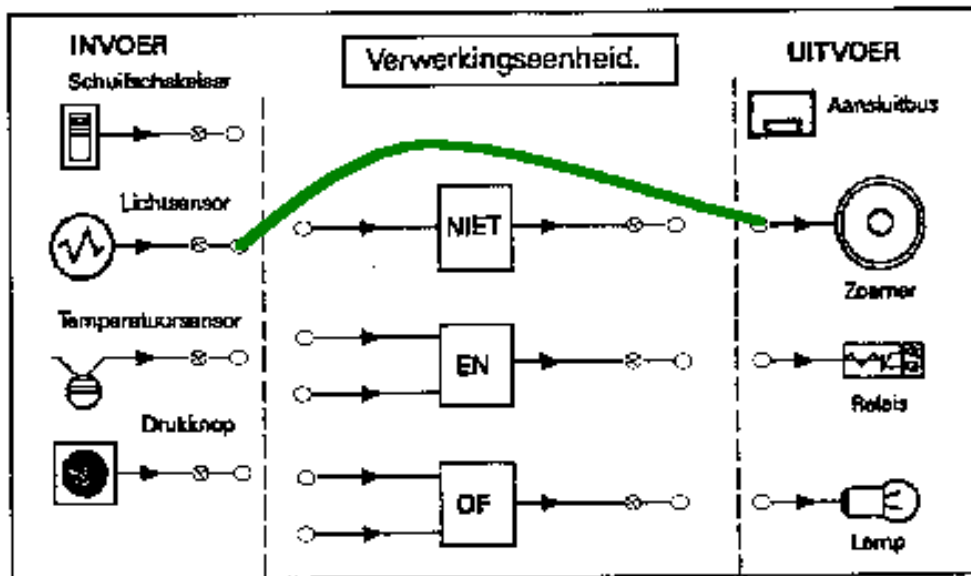 INVOER
Schuifschakelaar
Lichtsensor
Temperatuursensor
Drukknop
Verwerkingseenheid.
NIET
EN
OF
UITVOER
Aansluitbus
Zoemer
Relais
Lamp